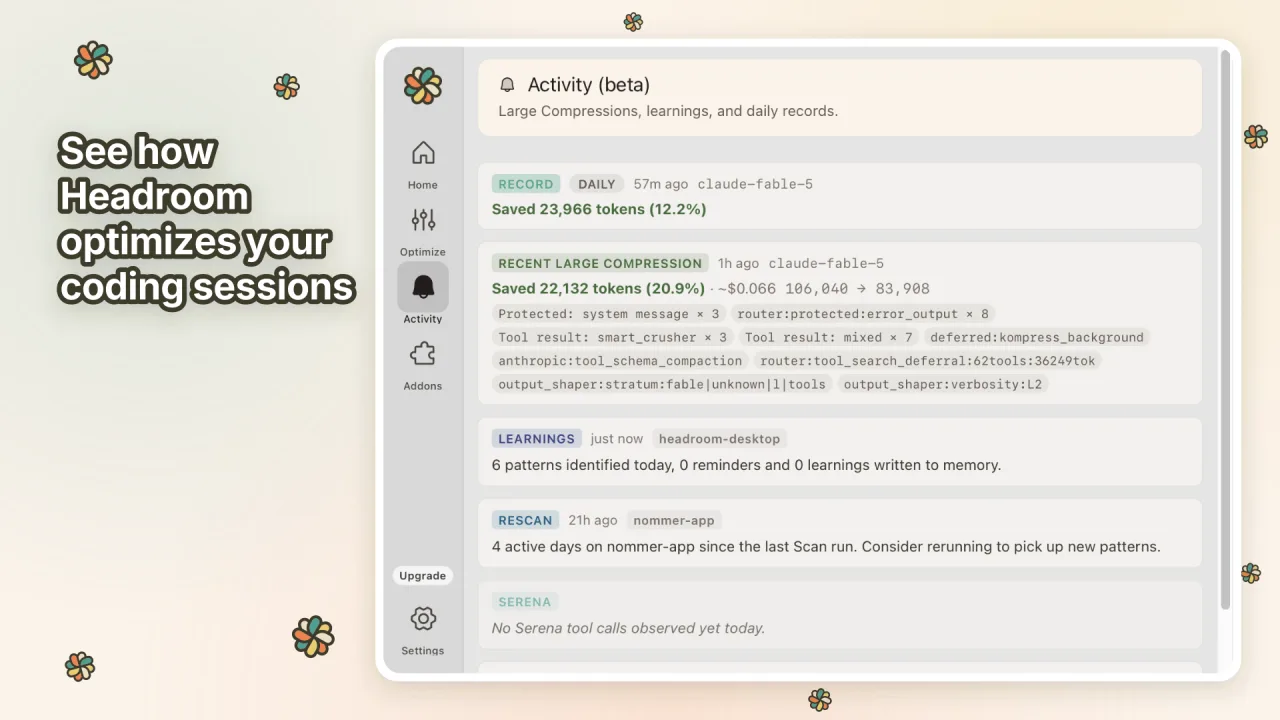 See how
Headroom
optimizes your
coding sessions
Activity (beta)
Large Compressions, learnings, and daily records.
Home
Optimize
Activity
Addons
Upgrade
Settings
RECORD DAILY 57m ago claude-fable-5
Saved 23,966 tokens (12.2%)
RECENT LARGE COMPRESSION 1h ago claude-fable-5
Saved 22,132 tokens (20.9%) · ~$0.066 106,040 → 83,908
Protected: system message × 3 router:protected:error_output × 8
Tool result: smart_crusher × 3 Tool result: mixed × 7 deferred:kompress_background
anthropic:tool_schema_compaction router:tool_search_deferral:62tools:36249tok
output_shaper:stratum:fable|unknown|l|tools output_shaper:verbosity:L2
LEARNINGS just now headroom-desktop
6 patterns identified today, 0 reminders and 0 learnings written to memory.
RESCAN 21h ago nommer-app
4 active days on nommer-app since the last Scan run. Consider rerunning to pick up new patterns.
SERENA
No Serena tool calls observed yet today.